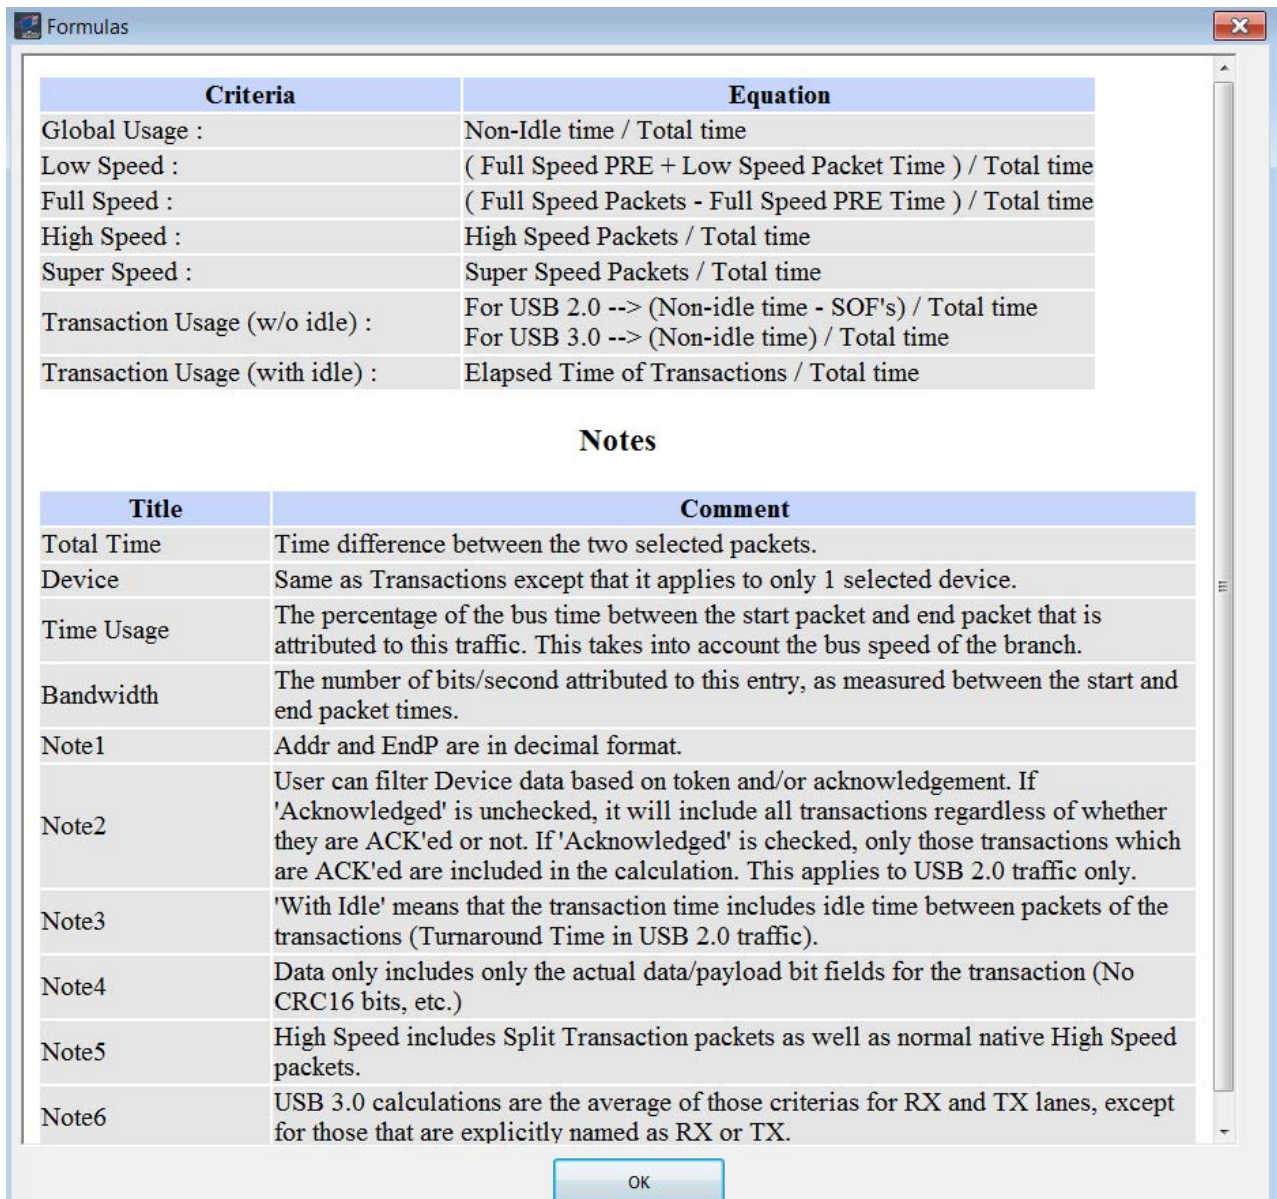 Formulas
Criteria Equation
Global Usage : Non-Idle time / Total time
Low Speed : ( Full Speed PRE + Low Speed Packet Time ) / Total time
Full Speed : ( Full Speed Packets - Full Speed PRE Time ) / Total time
High Speed : High Speed Packets / Total time
Super Speed : Super Speed Packets / Total time
Transaction Usage (w/o idle) : For USB 2.0 --> (Non-idle time - SOF's) / Total time
For USB 3.0 --> (Non-idle time) / Total time
Transaction Usage (with idle) : Elapsed Time of Transactions / Total time
Notes
Title Comment
Total Time Time difference between the two selected packets.
Device Same as Transactions except that it applies to only 1 selected device.
Time Usage The percentage of the bus time between the start packet and end packet that is
attributed to this traffic. This takes into account the bus speed of the branch.
Bandwidth The number of bits/second attributed to this entry, as measured between the start and
end packet times.
Note1 Addr and EndP are in decimal format.
Note2 User can filter Device data based on token and/or acknowledgement. If
'Acknowledged' is unchecked, it will include all transactions regardless of whether
they are ACK'ed or not. If 'Acknowledged' is checked, only those transactions which
are ACK'ed are included in the calculation. This applies to USB 2.0 traffic only.
Note3 'With Idle' means that the transaction time includes idle time between packets of the
transactions (Turnaround Time in USB 2.0 traffic).
Note4 Data only includes only the actual data/payload bit fields for the transaction (No
CRC16 bits, etc.)
Note5 High Speed includes Split Transaction packets as well as normal native High Speed
packets.
Note6 USB 3.0 calculations are the average of those criterias for RX and TX lanes, except
for those that are explicitly named as RX or TX.
OK